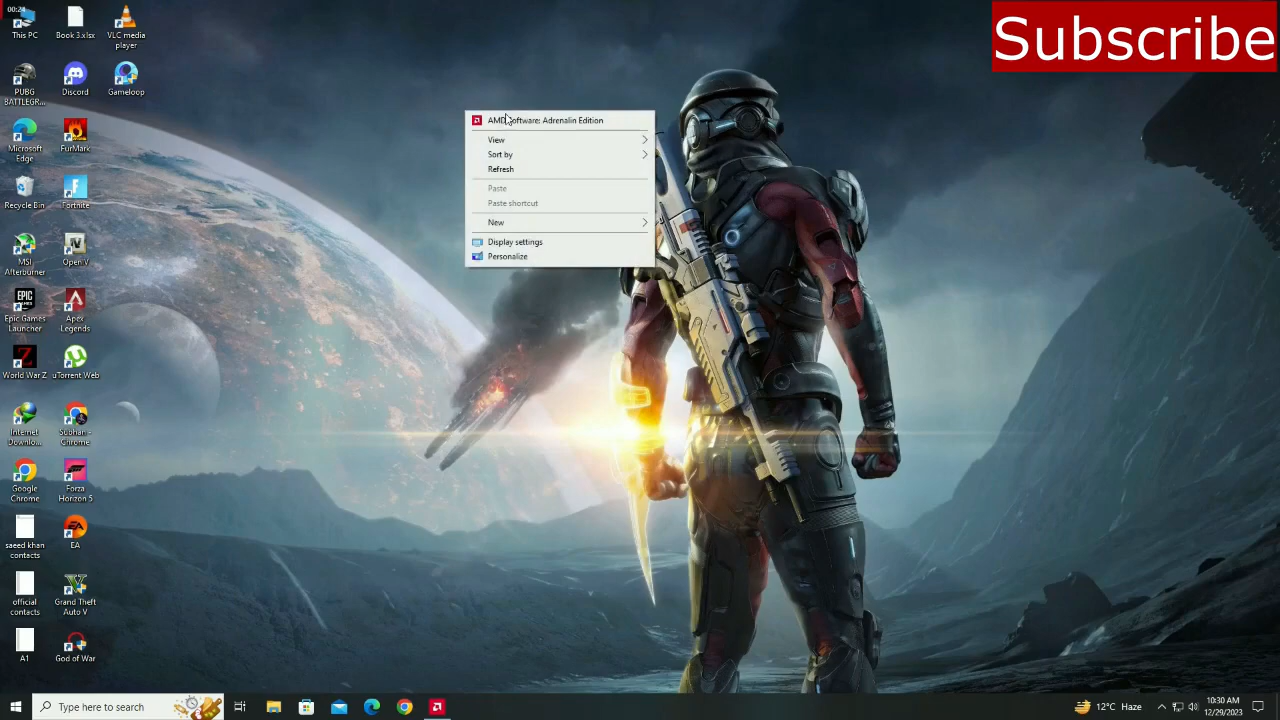 00:24
This PC
Book 3.xlsx
VLC media
player
Subscribe
PUBG
BATTLEGR...
Discord
Gameloop
Microsoft
Edge
FurMark
Recycle Bin
Fortnite
MSI
Afterburner
Open V
Epic Games
Launcher
Apex
Legends
World War Z
uTorrent Web
Internet
Downlo...
Subhan -
Chrome
Google
Chrome
Forza
Horizon 5
saeed khan
contacts
EA
official
contacts
Grand Theft
Auto V
A1
God of War
AMD Software: Adrenalin Edition
View
Sort by
Refresh
Paste
Paste shortcut
New
Display settings
Personalize
Type here to search
12°C Haze
10:30 AM
12/29/2023